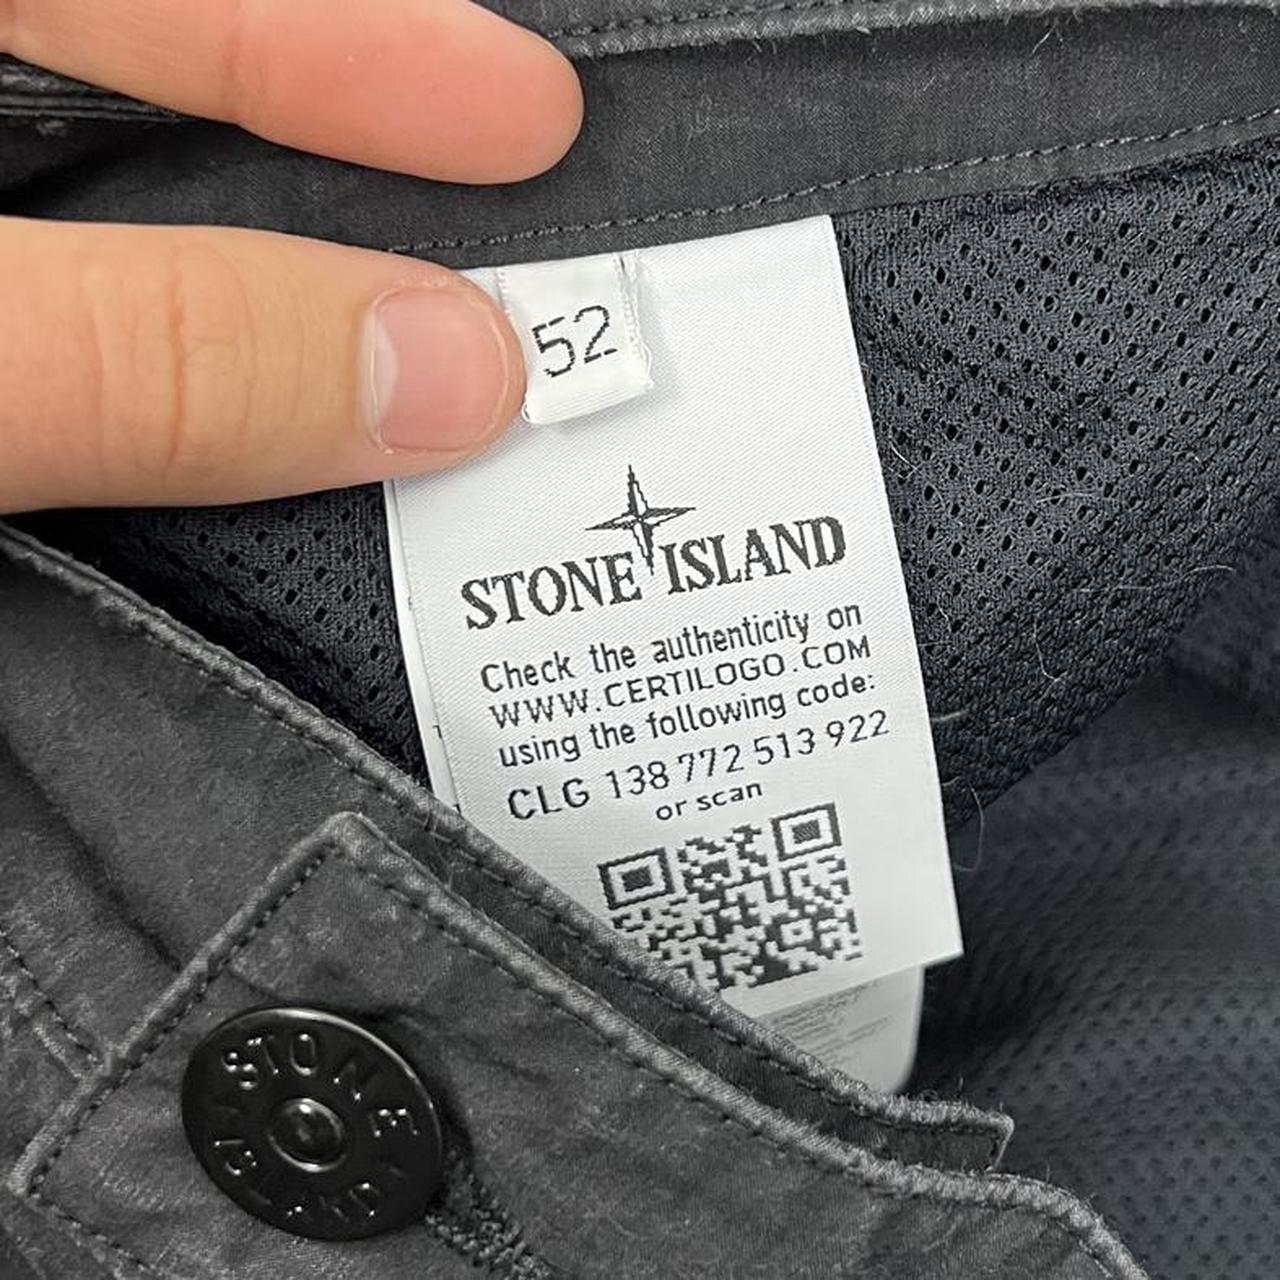 52
STONE ISLAND
Check the authenticity on
WWW.CERTILOGO.COM
using the following code:
CLG 138 772 513 922
or scan
STONE
ISLAND